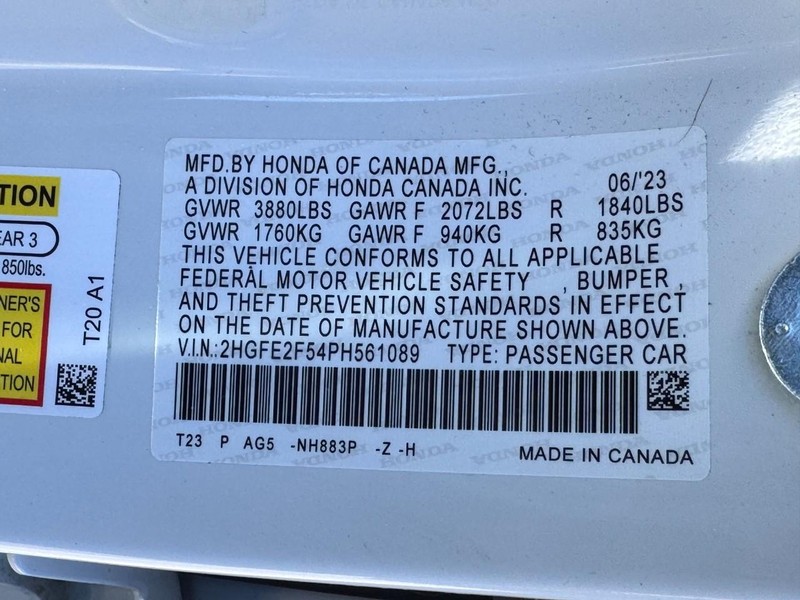 MFD.BY HONDA OF CANADA MFG.,
A DIVISION OF HONDA CANADA INC. 06/'23
GVWR 3880LBS GAWR F 2072LBS R 1840LBS
GVWR 1760KG GAWR F 940KG R 835KG
THIS VEHICLE CONFORMS TO ALL APPLICABLE
FEDERAL MOTOR VEHICLE SAFETY , BUMPER ,
AND THEFT PREVENTION STANDARDS IN EFFECT
ON THE DATE OF MANUFACTURE SHOWN ABOVE.
V.I.N.:2HGFE2F54PH561089 TYPE: PASSENGER CAR
T23 P AG5 -NH883P -Z -H
MADE IN CANADA
TION
EAR 3
850lbs.
NER'S
FOR
NAL
TION
T20 A1